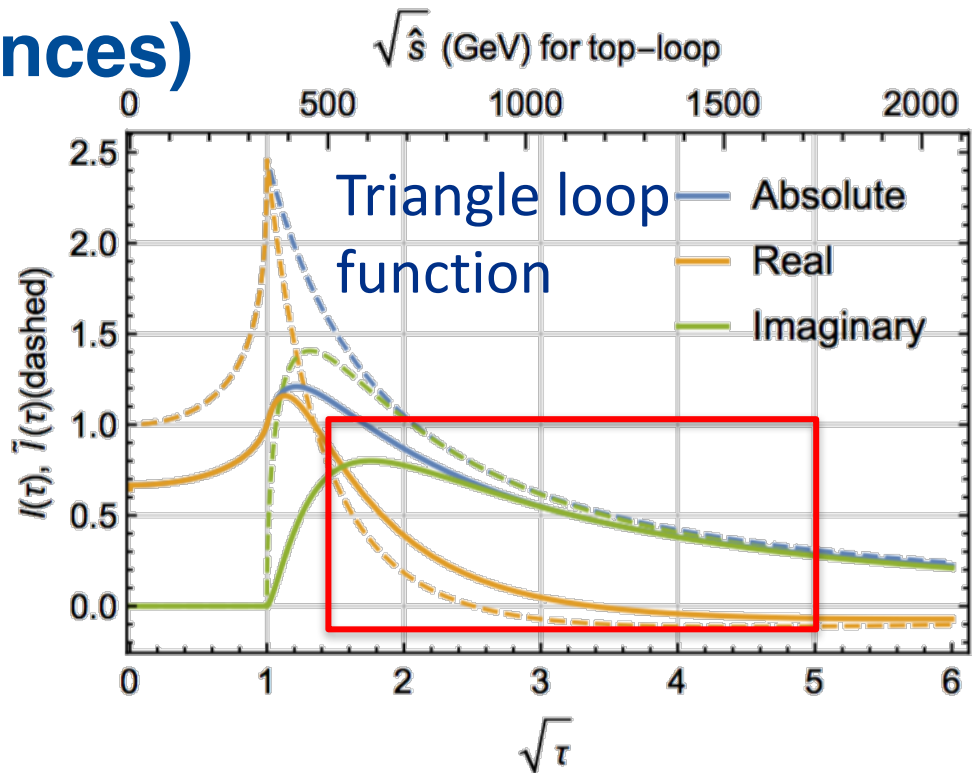 nces)
√ŝ (GeV) for top-loop
0 500 1000 1500 2000
2.5
2.0
1.5
1.0
0.5
0.0
Triangle loop
function
Absolute
Real
Imaginary
I(τ), Ĩ(τ)(dashed)
0 1 2 3 4 5 6
√τ